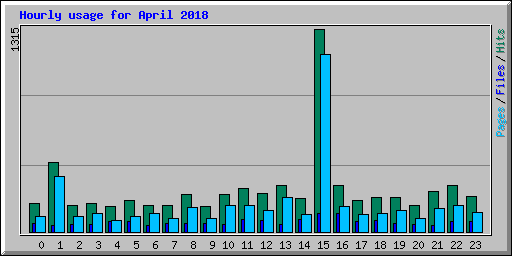 Hourly usage for April 2018
1315
Pages / Files / Hits
0 1 2 3 4 5 6 7 8 9 10 11 12 13 14 15 16 17 18 19 20 21 22 23